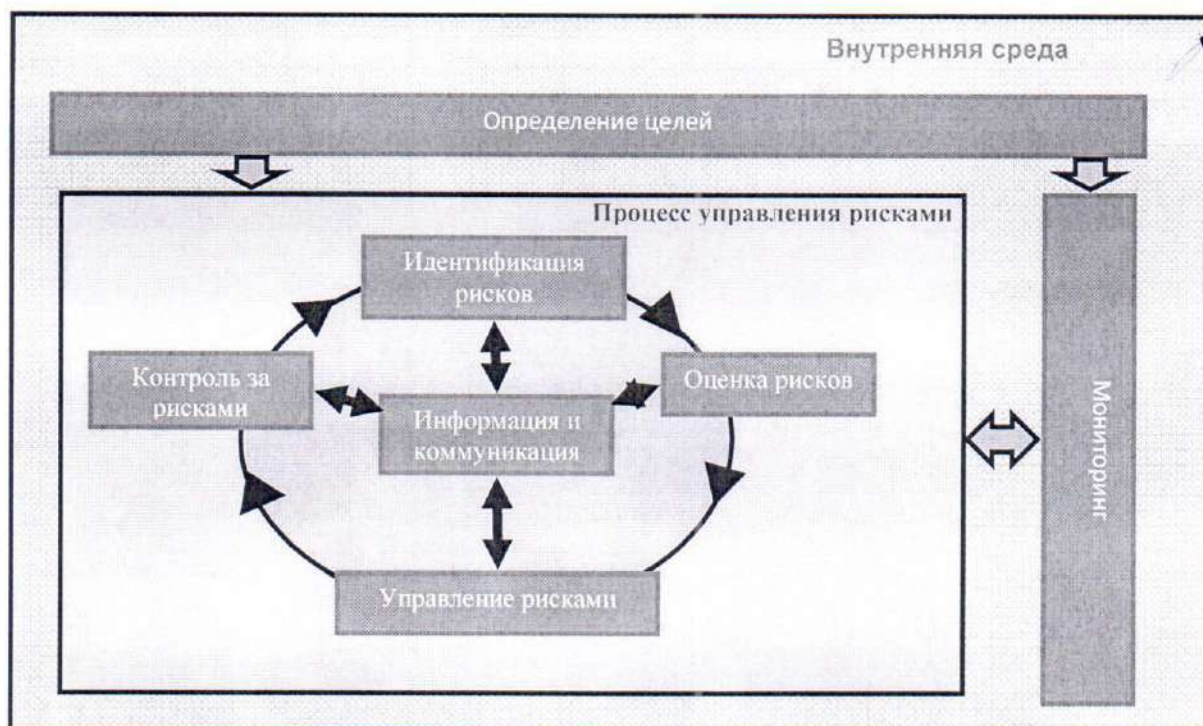 Внутренняя среда
Определение целей
Процесс управления рисками
Идентификация
рисков
Контроль за
рисками
Оценка рисков
Информация и
коммуникация
Управление рисками
Мониторинг